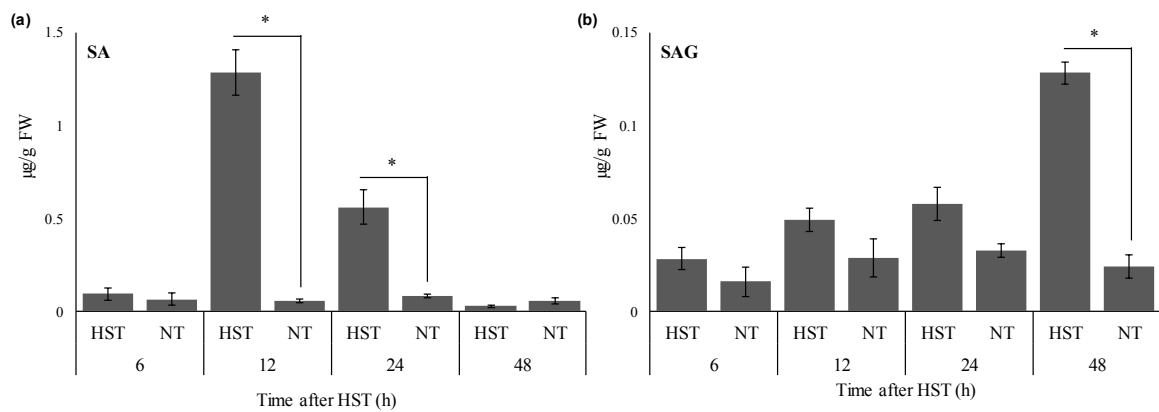 (a)
1.5
SA
*
1
µg/g FW
*
0.5
0
HST NT HST NT HST NT HST NT
6 12 24 48
Time after HST (h)
(b)
0.15
SAG
*
0.1
µg/g FW
0.05
0
HST NT HST NT HST NT HST NT
6 12 24 48
Time after HST (h)